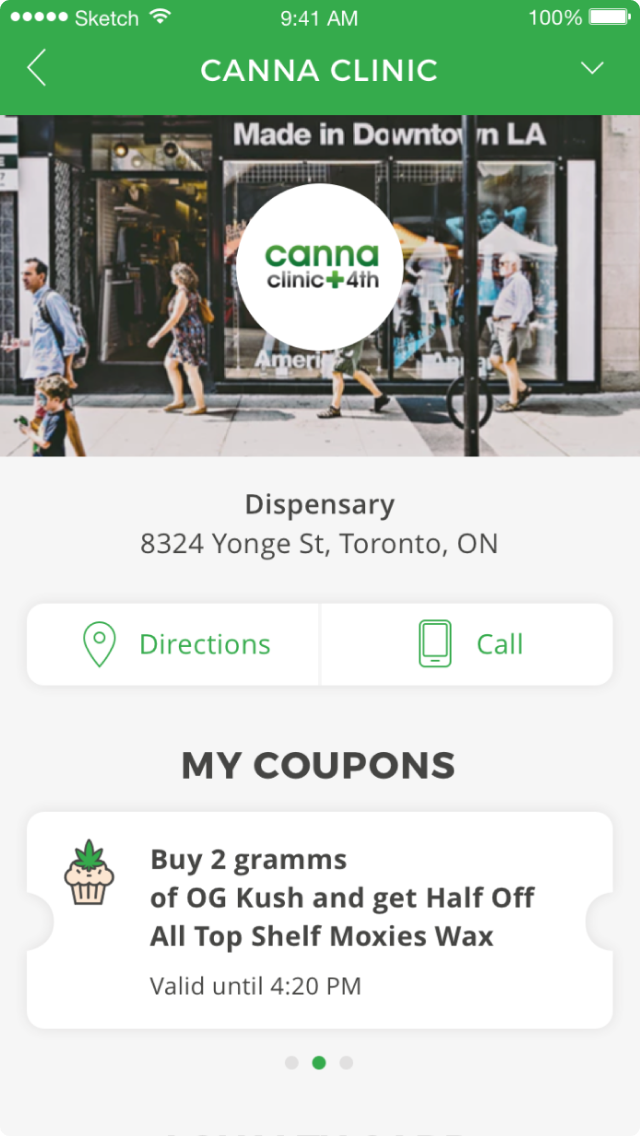 Sketch 9:41 AM 100%
CANNA CLINIC
Made in Downtown LA
canna
clinic+4th
Dispensary
8324 Yonge St, Toronto, ON
Directions Call
MY COUPONS
Buy 2 gramms
of OG Kush and get Half Off
All Top Shelf Moxies Wax
Valid until 4:20 PM